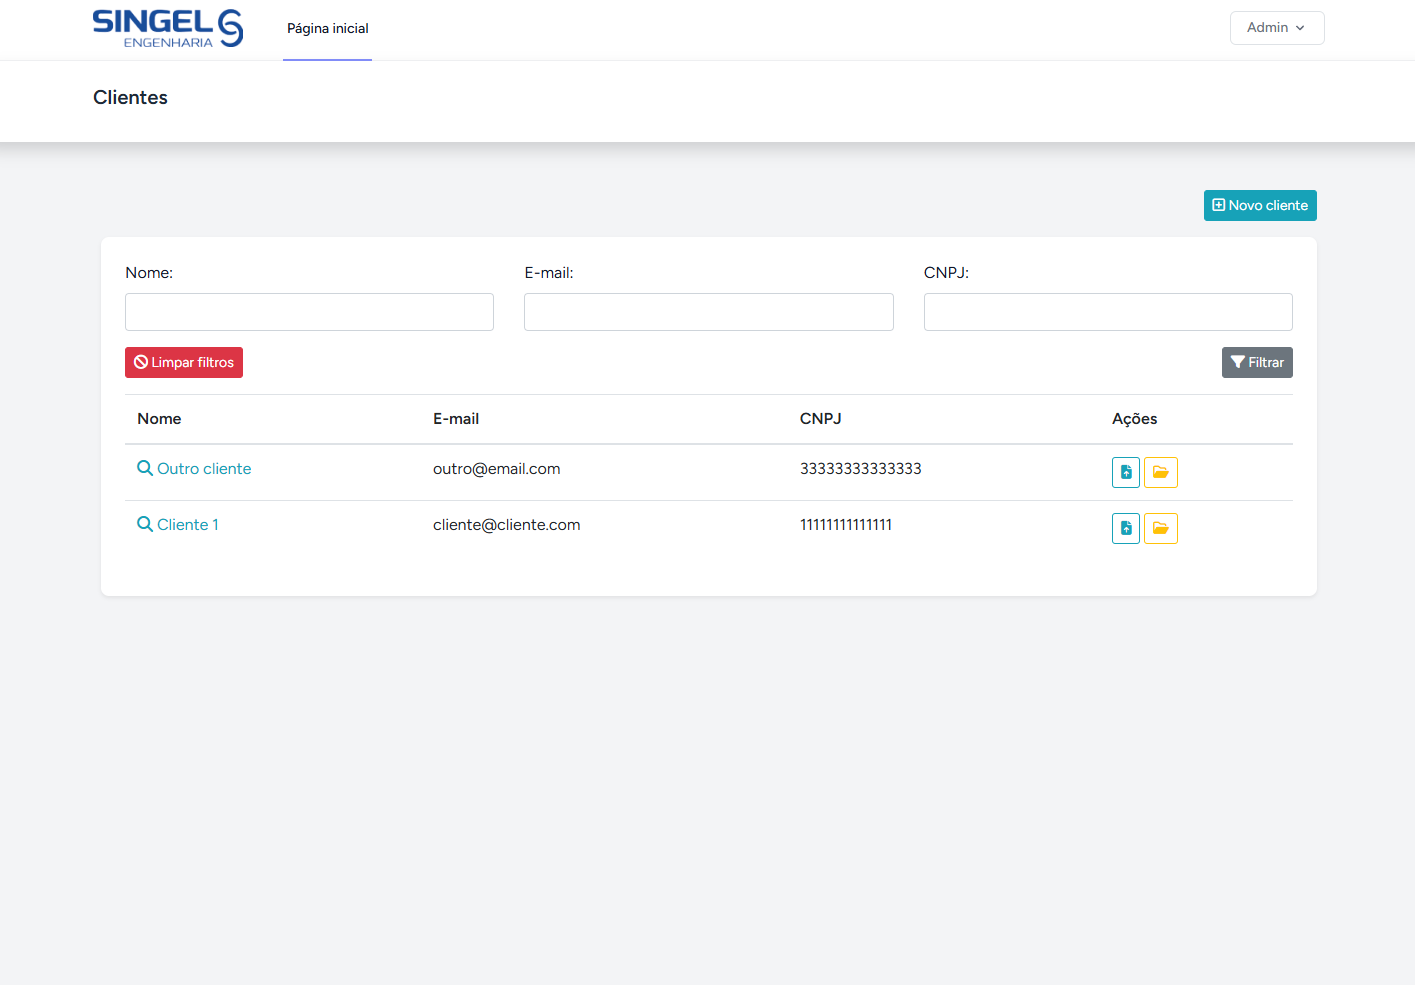 SINGEL
ENGENHARIA
Página inicial
Admin
Clientes
Novo cliente
Nome:
E-mail:
CNPJ:
Limpar filtros
Filtrar
Nome E-mail CNPJ Ações
Outro cliente outro@email.com 33333333333333
Cliente 1 cliente@cliente.com 11111111111111